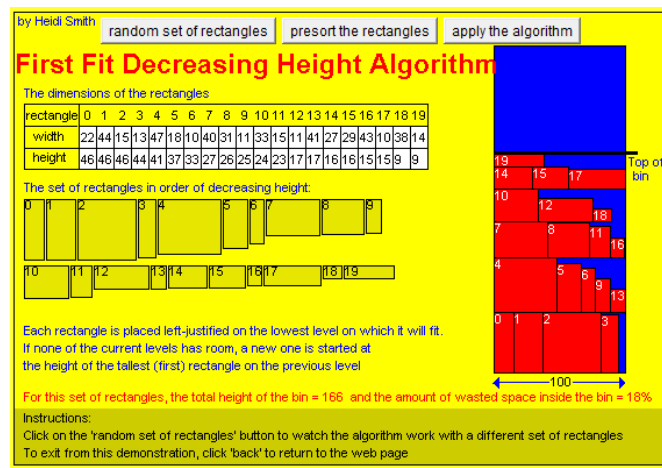 by Heidi Smith
random set of rectangles
presort the rectangles
apply the algorithm
First Fit Decreasing Height Algorithm
The dimensions of the rectangles
rectangle 0 1 2 3 4 5 6 7 8 9 10 11 12 13 14 15 16 17 18 19
width 22 44 15 13 47 18 10 40 31 11 33 15 11 41 27 29 43 10 38 14
height 46 46 46 44 41 37 33 27 26 25 24 23 17 17 16 16 15 15 9 9
The set of rectangles in order of decreasing height:
0 1 2 3 4 5 6 7 8 9
10 11 12 13 14 15 16 17 18 19
Each rectangle is placed left-justified on the lowest level on which it will fit.
If none of the current levels has room, a new one is started at
the height of the tallest (first) rectangle on the previous level
Top of
bin
19
14 15 17
10 12 18
7 8 11 16
4 5 6 9 13
0 1 2 3
100
For this set of rectangles, the total height of the bin = 166 and the amount of wasted space inside the bin = 18%
Instructions:
Click on the 'random set of rectangles' button to watch the algorithm work with a different set of rectangles
To exit from this demonstration, click 'back' to return to the web page